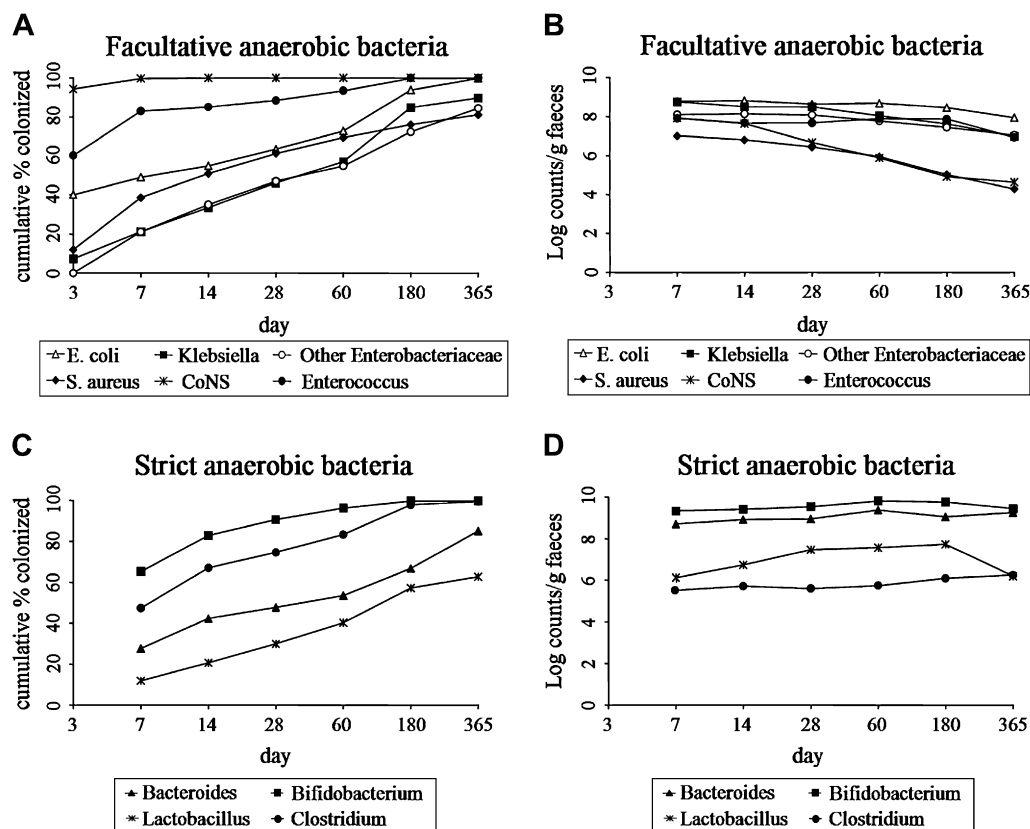 A
Facultative anaerobic bacteria
cumulative % colonized
100
80
60
40
20
0
3 7 14 28 60 180 365
day
E. coli Klebsiella Other Enterobacteriaceae
S. aureus CoNS Enterococcus
B
Facultative anaerobic bacteria
Log counts/g faeces
10
8
6
4
2
0
3 7 14 28 60 180 365
day
E. coli Klebsiella Other Enterobacteriaceae
S. aureus CoNS Enterococcus
C
Strict anaerobic bacteria
cumulative % colonized
100
80
60
40
20
0
3 7 14 28 60 180 365
day
Bacteroides Bifidobacterium
Lactobacillus Clostridium
D
Strict anaerobic bacteria
Log counts/g faeces
10
8
6
4
2
0
3 7 14 28 60 180 365
day
Bacteroides Bifidobacterium
Lactobacillus Clostridium